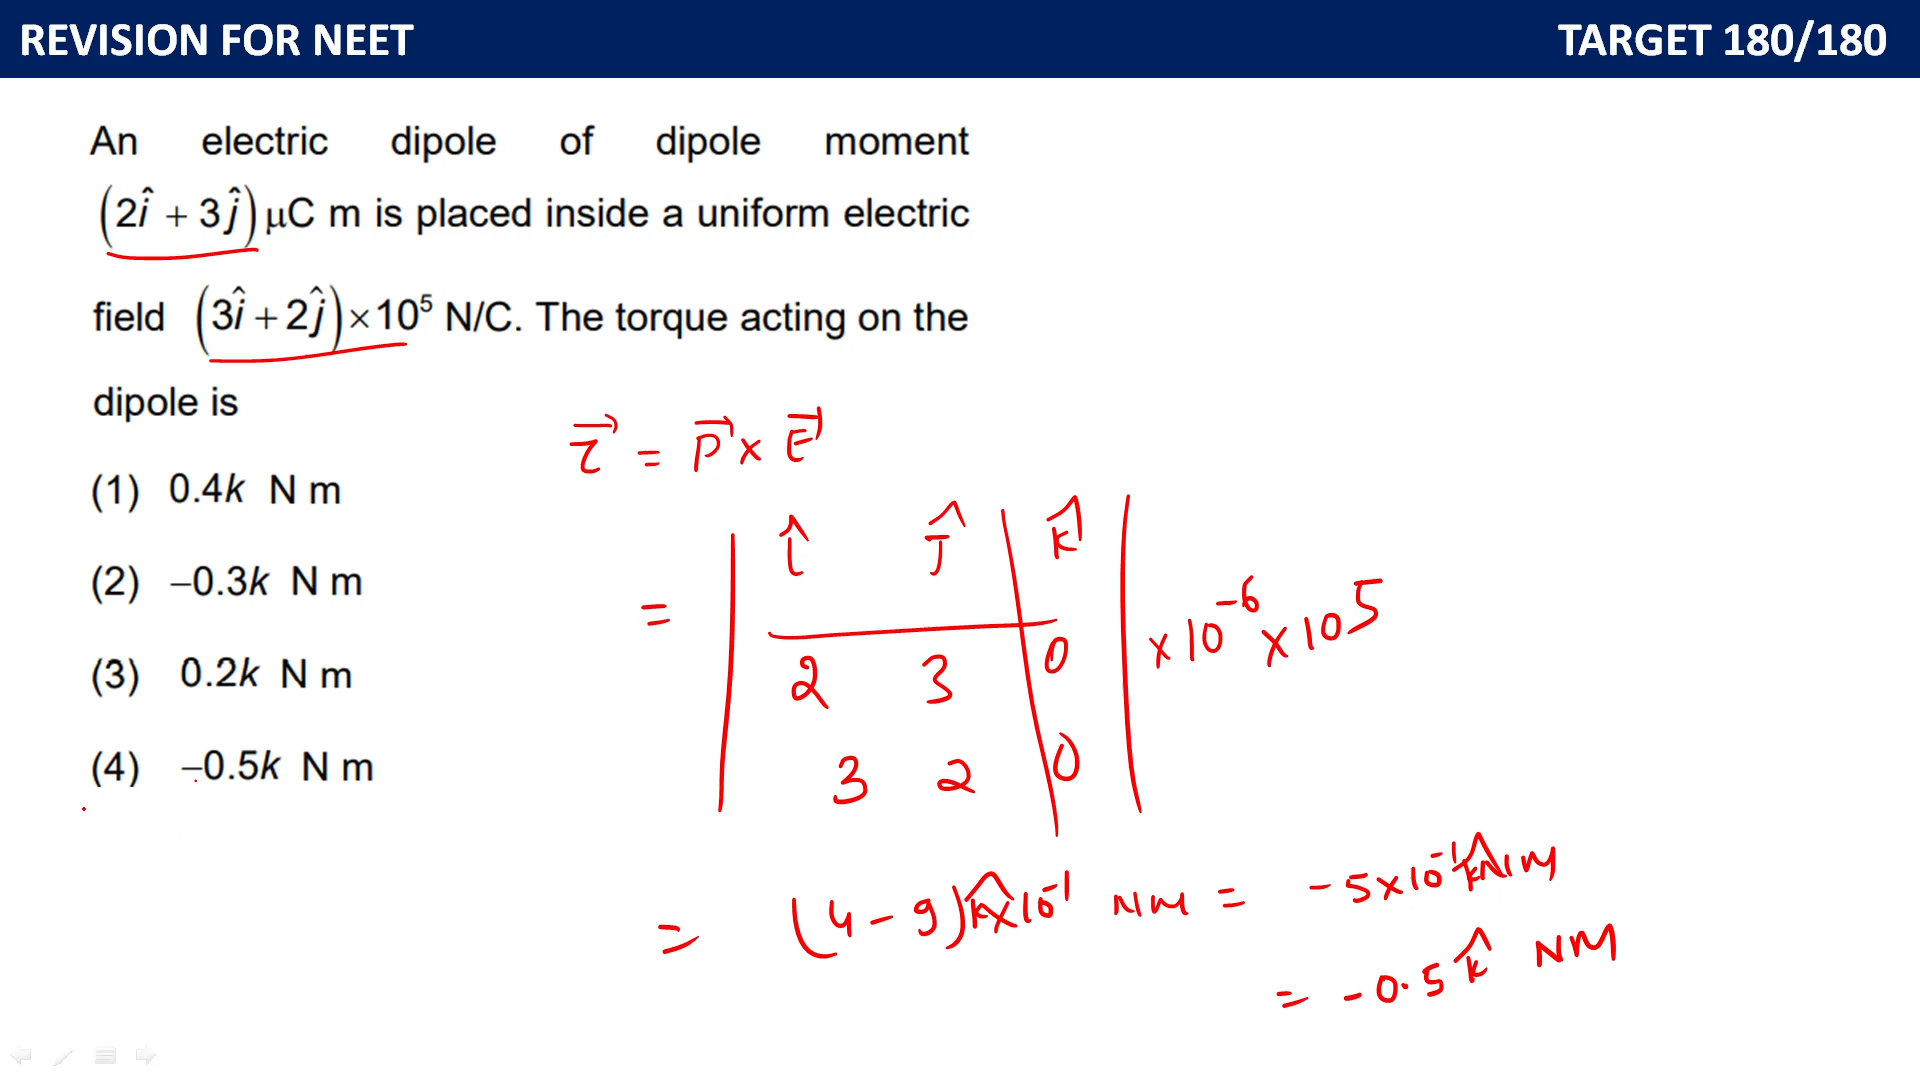 REVISION FOR NEET TARGET 180/180
An electric dipole of dipole moment
(2î + 3ĵ) μC m is placed inside a uniform electric
field (3î + 2ĵ)×10⁵ N/C. The torque acting on the
dipole is
(1) 0.4k N m
(2) –0.3k N m
(3) 0.2k N m
(4) –0.5k N m
τ⃗ = P⃗ × E⃗
= | î ĵ k̂ |
2 3 0 × 10⁻⁶ × 10⁵
3 2 0
= (4 - 9) k̂ × 10⁻¹ NM = - 5 × 10⁻¹ k̂ NM
= - 0.5 k̂ NM